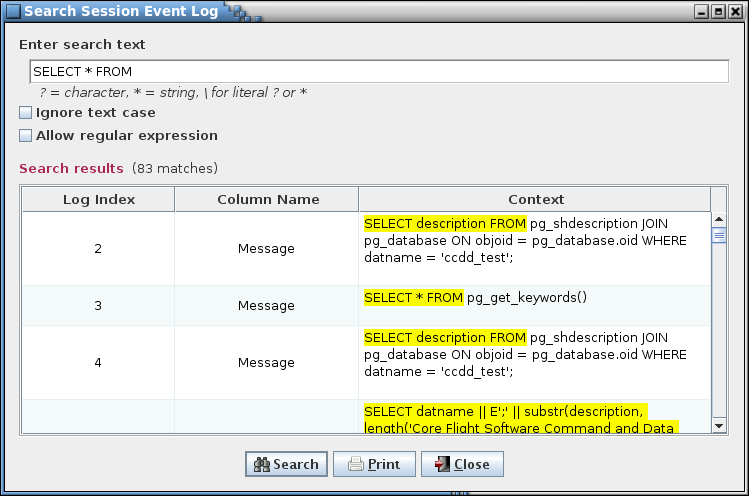 Search Session Event Log
Enter search text
SELECT * FROM
? = character, * = string, \ for literal ? or *
Ignore text case
Allow regular expression
Search results (83 matches)
Log Index Column Name Context
2 Message SELECT description FROM pg_shdescription JOIN
pg_database ON objoid = pg_database.oid WHERE
datname = 'ccdd_test';
3 Message SELECT * FROM pg_get_keywords()
4 Message SELECT description FROM pg_shdescription JOIN
pg_database ON objoid = pg_database.oid WHERE
datname = 'ccdd_test';
SELECT datname || E';' || substr(description,
length('Core Flight Software Command and Data
Search Print Close